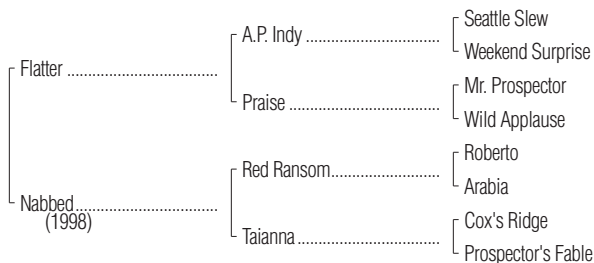 Seattle Slew
A.P. Indy ................................
Weekend Surprise
Flatter ....................................
Mr. Prospector
Praise ....................................
Wild Applause
Roberto
Red Ransom..........................
Arabia
Nabbed..................................
(1998)
Cox's Ridge
Taianna..................................
Prospector's Fable